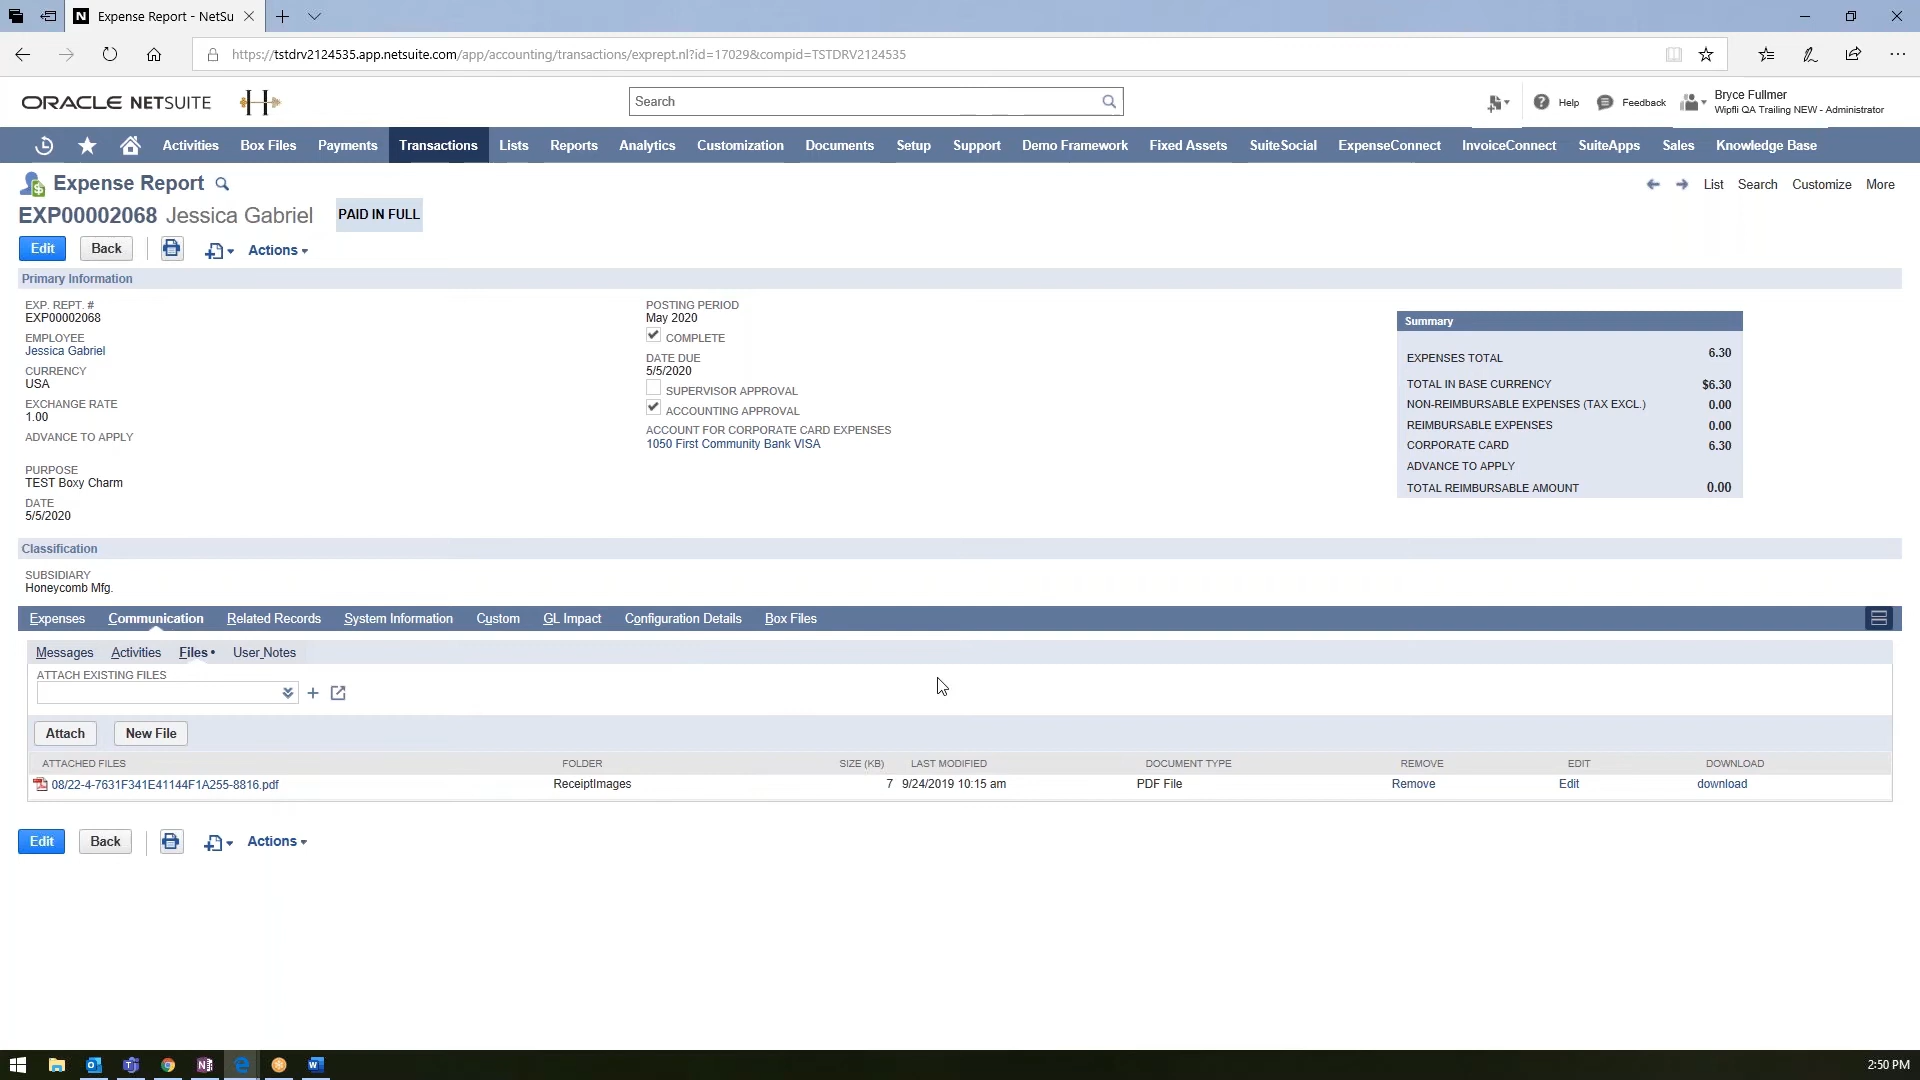 Expense Report - NetSu
https://tstdrv2124535.app.netsuite.com/app/accounting/transactions/exprept.nl?id=17029&compid=TSTDRV2124535
ORACLE NETSUITE
H
Search
Help
Feedback
Bryce Fullmer
Wipfli QA Trailing NEW - Administrator
Activities Box Files Payments Transactions Lists Reports Analytics Customization Documents Setup Support Demo Framework Fixed Assets SuiteSocial ExpenseConnect InvoiceConnect SuiteApps Sales Knowledge Base
Expense Report
List Search Customize More
EXP00002068 Jessica Gabriel PAID IN FULL
Edit Back Actions
Primary Information
EXP. REPT. #
EXP00002068
EMPLOYEE
Jessica Gabriel
CURRENCY
USA
EXCHANGE RATE
1.00
ADVANCE TO APPLY
PURPOSE
TEST Boxy Charm
DATE
5/5/2020
POSTING PERIOD
May 2020
COMPLETE
DATE DUE
5/5/2020
SUPERVISOR APPROVAL
ACCOUNTING APPROVAL
ACCOUNT FOR CORPORATE CARD EXPENSES
1050 First Community Bank VISA
Summary
EXPENSES TOTAL 6.30
TOTAL IN BASE CURRENCY $6.30
NON-REIMBURSABLE EXPENSES (TAX EXCL.) 0.00
REIMBURSABLE EXPENSES 0.00
CORPORATE CARD 6.30
ADVANCE TO APPLY
TOTAL REIMBURSABLE AMOUNT 0.00
Classification
SUBSIDIARY
Honeycomb Mfg.
Expenses Communication Related Records System Information Custom GL Impact Configuration Details Box Files
Messages Activities Files • User Notes
ATTACH EXISTING FILES
Attach New File
ATTACHED FILES FOLDER SIZE (KB) LAST MODIFIED DOCUMENT TYPE REMOVE EDIT DOWNLOAD
08/22-4-7631F341E41144F1A255-8816.pdf ReceiptImages 7 9/24/2019 10:15 am PDF File Remove Edit download
Edit Back Actions
2:50 PM